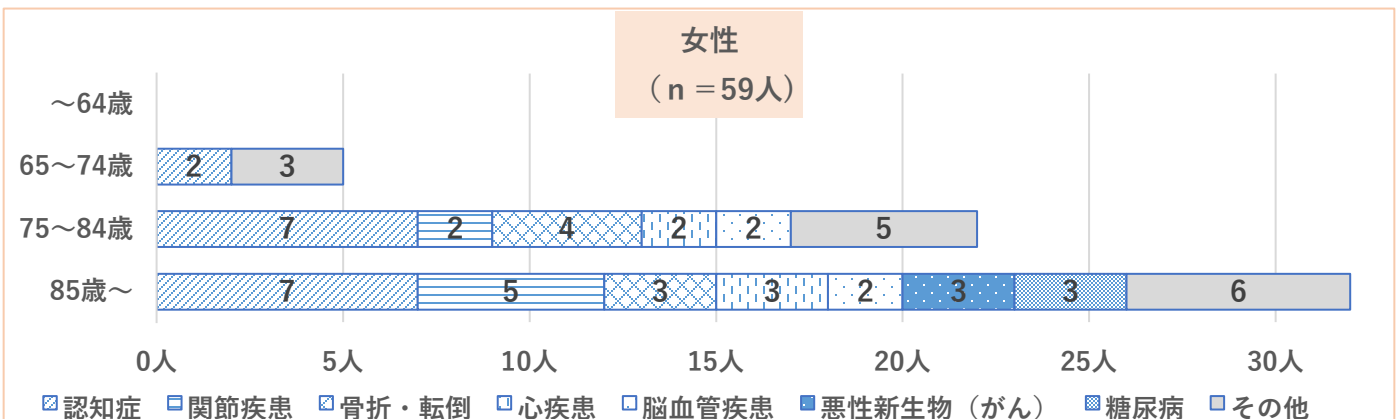 女性
（ｎ＝59人）
～64歳
65～74歳 2 3
75～84歳 7 2 4 2 2 5
85歳～ 7 5 3 3 2 3 3 6
0人 5人 10人 15人 20人 25人 30人
認知症 関節疾患 骨折・転倒 心疾患 脳血管疾患 悪性新生物（がん） 糖尿病 その他